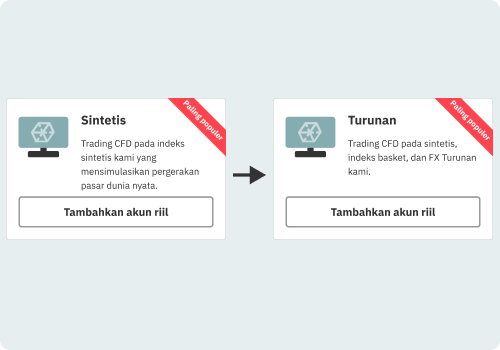 Paling populer
Sintetis
Trading CFD pada indeks
sintetis kami yang
mensimulasikan pergerakan
pasar dunia nyata.
Tambahkan akun riil
Paling populer
Turunan
Trading CFD pada sintetis,
indeks basket, dan FX Turunan
kami.
Tambahkan akun riil